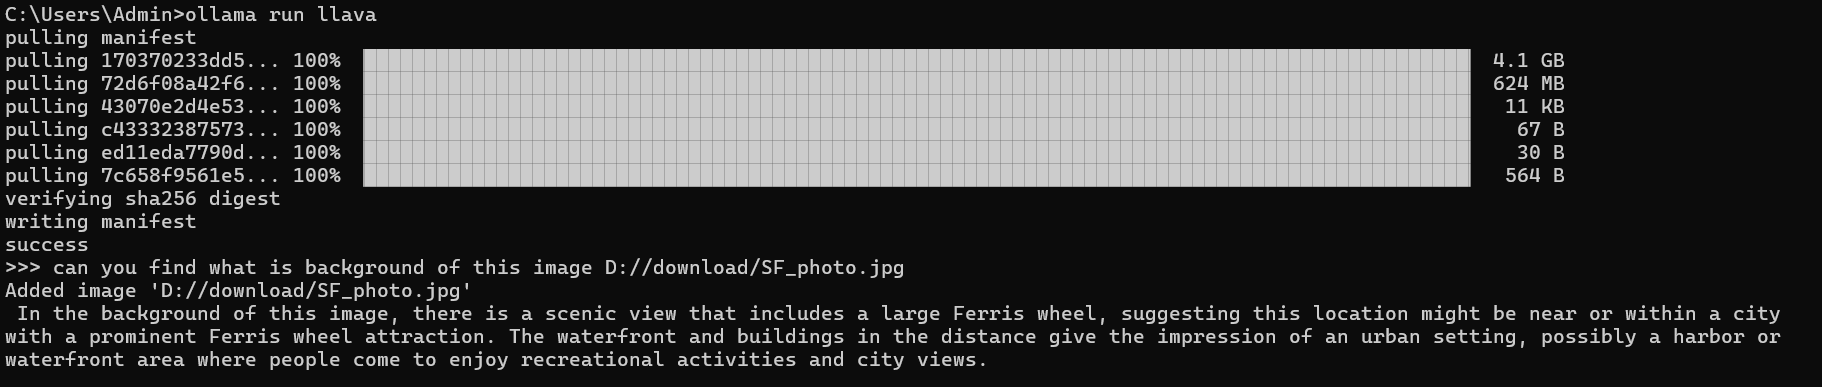 C:\Users\Admin>ollama run llava
pulling manifest
pulling 170370233dd5... 100% 4.1 GB
pulling 72d6f08a42f6... 100% 624 MB
pulling 43070e2d4e53... 100% 11 KB
pulling c43332387573... 100% 67 B
pulling ed11eda7790d... 100% 30 B
pulling 7c658f9561e5... 100% 564 B
verifying sha256 digest
writing manifest
success
>>> can you find what is background of this image D://download/SF_photo.jpg
Added image 'D://download/SF_photo.jpg'
In the background of this image, there is a scenic view that includes a large Ferris wheel, suggesting this location might be near or within a city
with a prominent Ferris wheel attraction. The waterfront and buildings in the distance give the impression of an urban setting, possibly a harbor or
waterfront area where people come to enjoy recreational activities and city views.